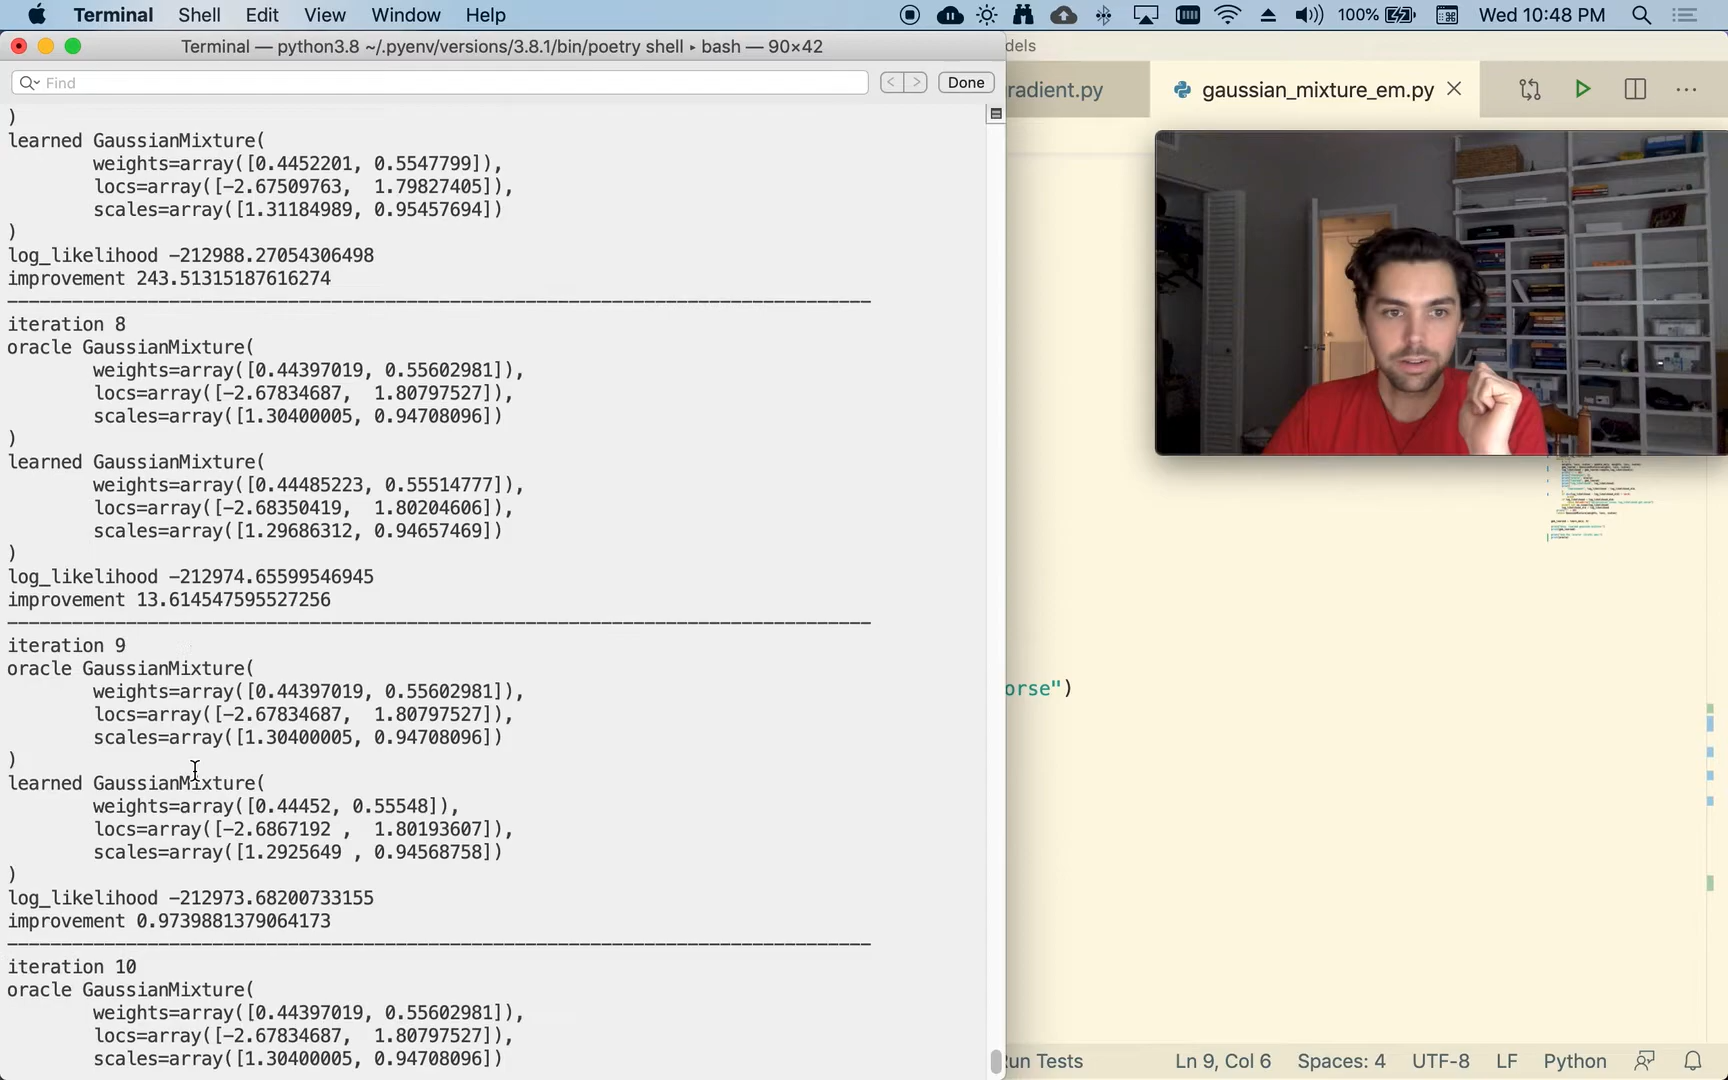 Terminal Shell Edit View Window Help 100% Wed 10:48 PM
Terminal — python3.8 ~/.pyenv/versions/3.8.1/bin/poetry shell ▸ bash — 90×42
Find < > Done
)
learned GaussianMixture(
weights=array([0.4452201, 0.5547799]),
locs=array([-2.67509763, 1.79827405]),
scales=array([1.31184989, 0.95457694])
)
log_likelihood -212988.27054306498
improvement 243.51315187616274
--------------------------------------------------------------------------------
iteration 8
oracle GaussianMixture(
weights=array([0.44397019, 0.55602981]),
locs=array([-2.67834687, 1.80797527]),
scales=array([1.30400005, 0.94708096])
)
learned GaussianMixture(
weights=array([0.44485223, 0.55514777]),
locs=array([-2.68350419, 1.80204606]),
scales=array([1.29686312, 0.94657469])
)
log_likelihood -212974.65599546945
improvement 13.614547595527256
--------------------------------------------------------------------------------
iteration 9
oracle GaussianMixture(
weights=array([0.44397019, 0.55602981]),
locs=array([-2.67834687, 1.80797527]),
scales=array([1.30400005, 0.94708096])
)
learned GaussianMixture(
weights=array([0.44452, 0.55548]),
locs=array([-2.6867192 , 1.80193607]),
scales=array([1.2925649 , 0.94568758])
)
log_likelihood -212973.68200733155
improvement 0.9739881379064173
--------------------------------------------------------------------------------
iteration 10
oracle GaussianMixture(
weights=array([0.44397019, 0.55602981]),
locs=array([-2.67834687, 1.80797527]),
scales=array([1.30400005, 0.94708096])
dels
radient.py gaussian_mixture_em.py
orse")
un Tests Ln 9, Col 6 Spaces: 4 UTF-8 LF Python